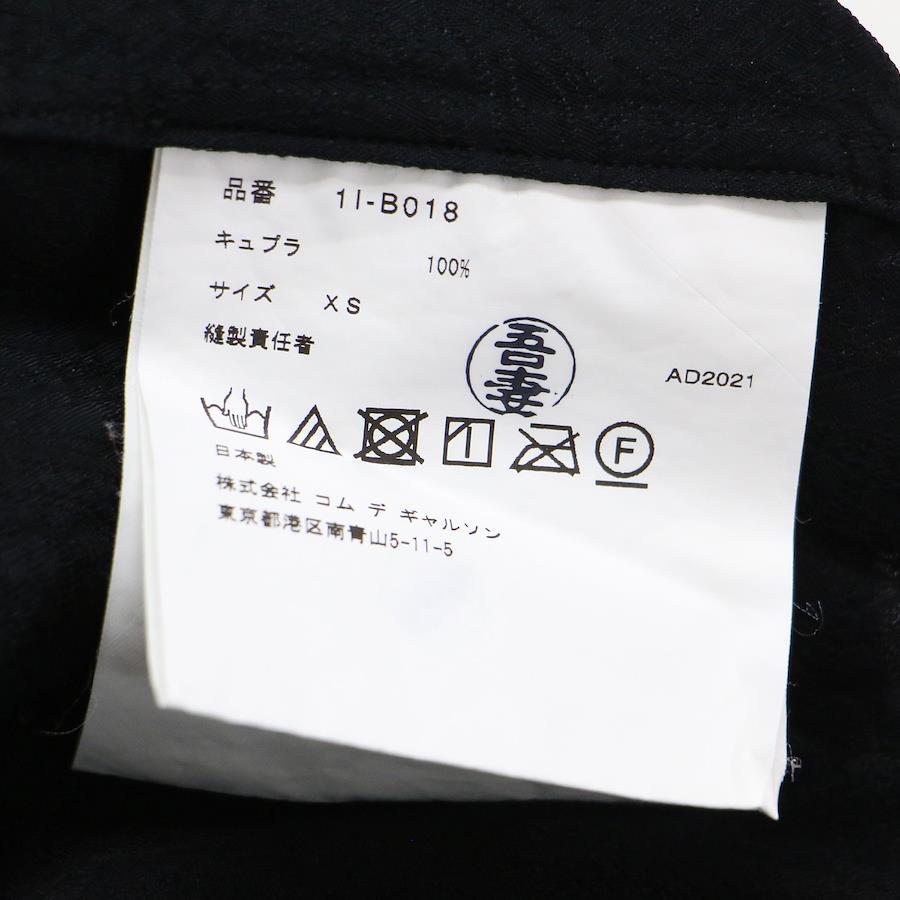 品番 1I-B018
キュプラ 100%
サイズ XS
縫製責任者 吾妻 AD2021
F
日本製
株式会社 コム デ ギャルソン
東京都港区南青山5-11-5